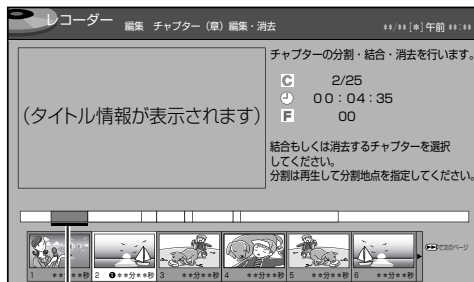 レコーダー 編集 チャプター（章）編集・消去 **/**[*]午前**:**
チャプターの分割・結合・消去を行います。
(タイトル情報が表示されます)
C 2/25
00:04:35
F 00
結合もしくは消去するチャプターを選択
してください。
分割は再生して分割地点を指定してください。
1 **分**秒 2 ❶**分**秒 3 **分**秒 4 **分**秒 5 **分**秒 6 **分**秒
で次のページ